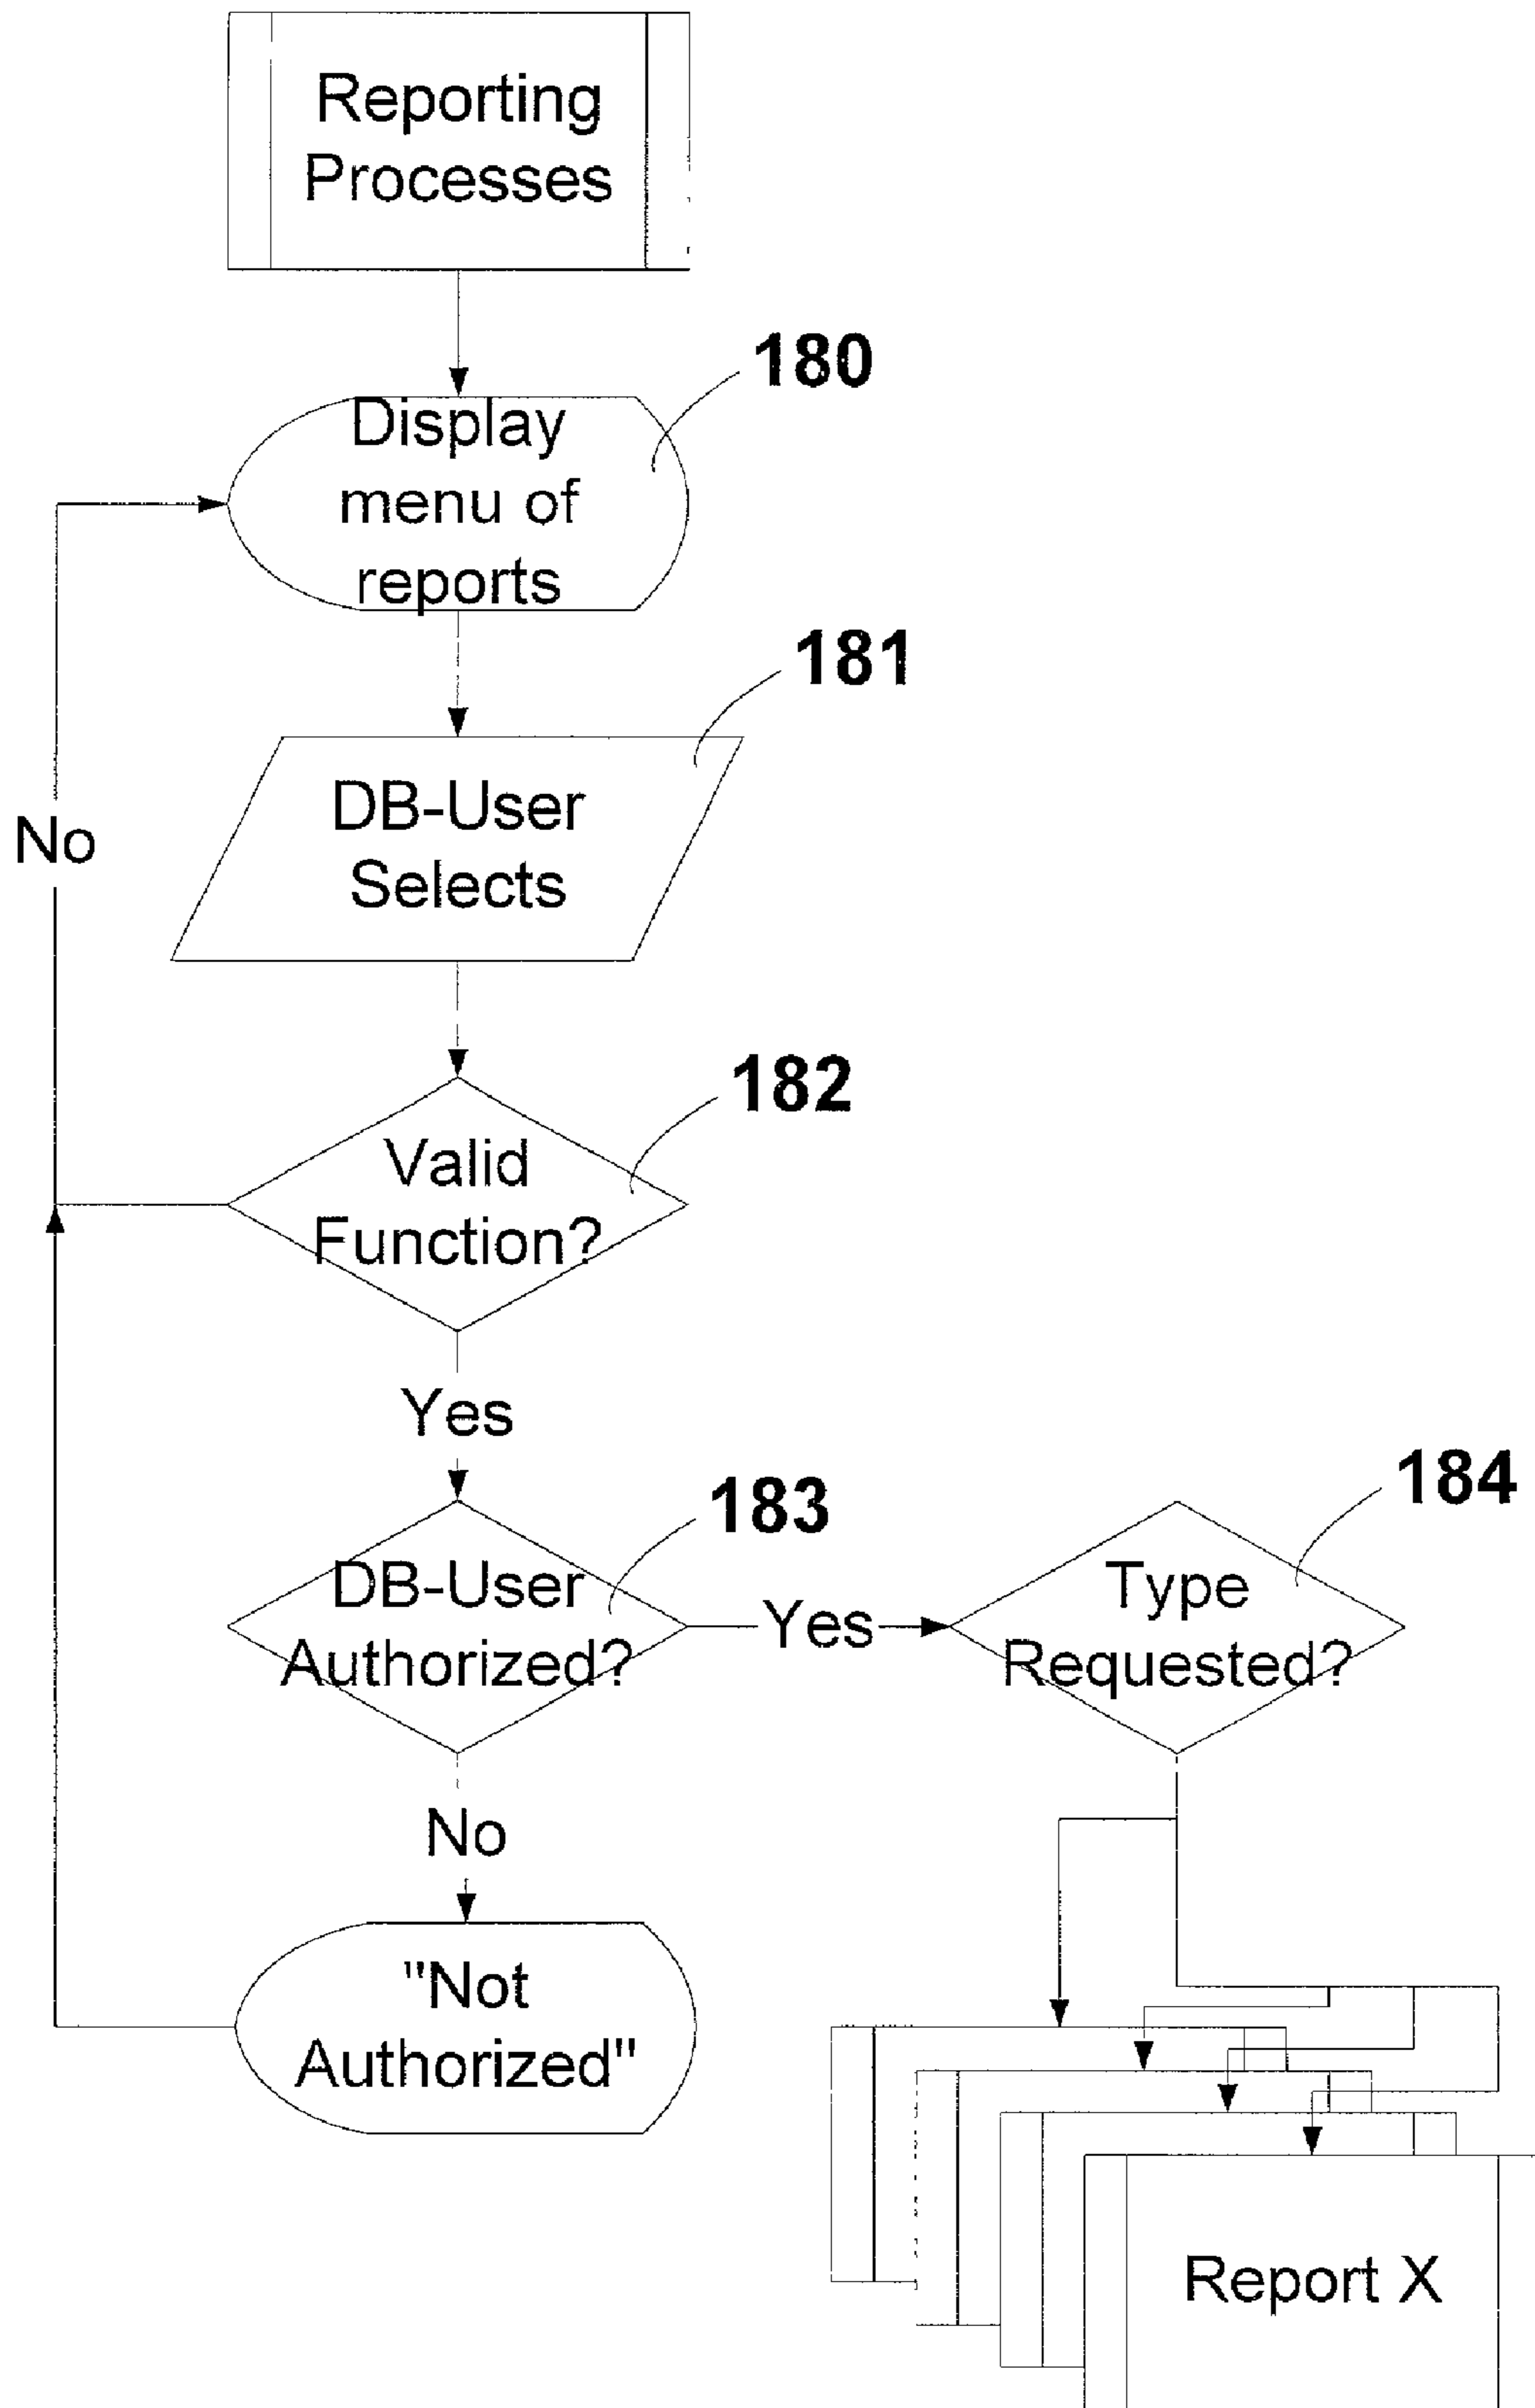 Reporting
Processes
180
Display
menu of
reports
181
DB-User
Selects
No
182
Valid
Function?
Yes
183
DB-User
Authorized?
Yes
184
Type
Requested?
No
"Not
Authorized"
Report X